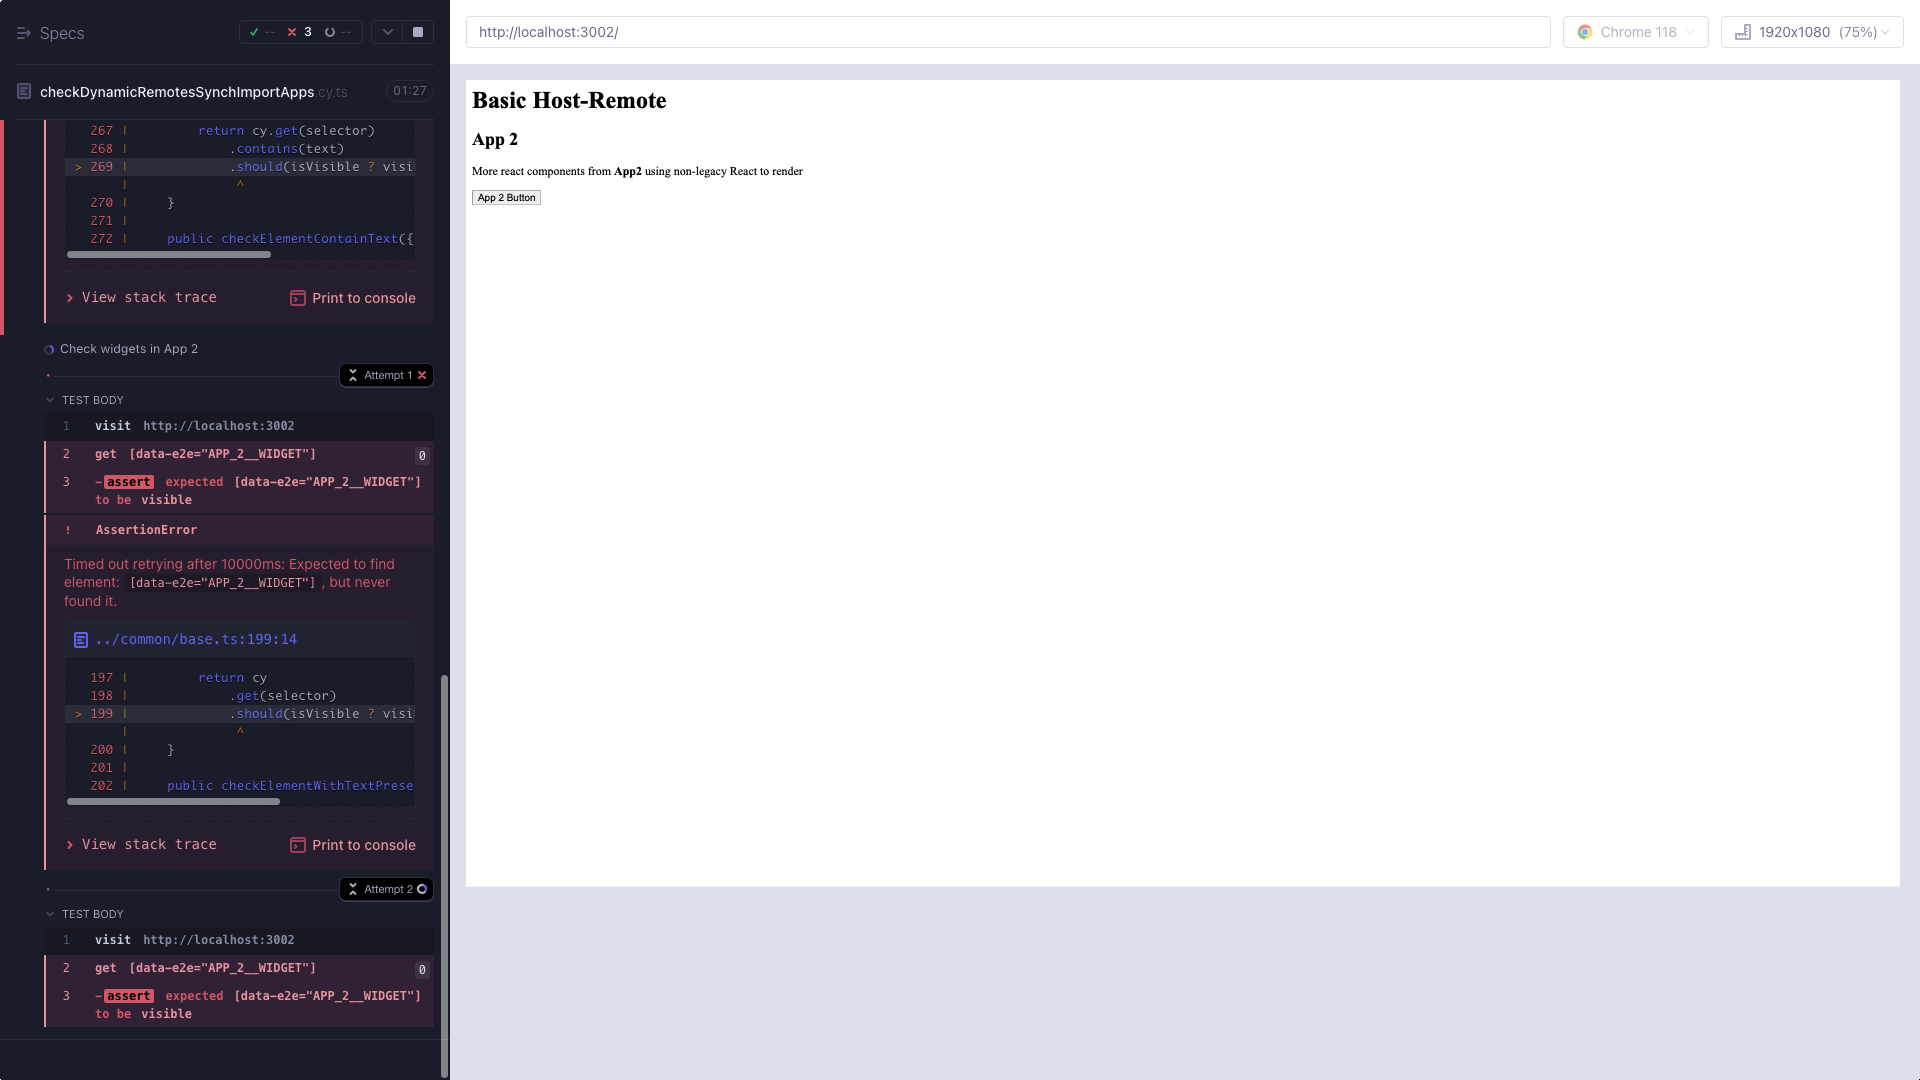 Specs
-- 3 --
checkDynamicRemotesSynchImportApps.cy.ts 01:27
267 | return cy.get(selector)
268 | .contains(text)
> 269 | .should(isVisible ? visi
| ^
270 | }
271 |
272 | public checkElementContainText({
> View stack trace Print to console
Check widgets in App 2
Attempt 1
TEST BODY
1 visit http://localhost:3002
2 get [data-e2e="APP_2__WIDGET"] 0
3 -assert expected [data-e2e="APP_2__WIDGET"]
to be visible
! AssertionError
Timed out retrying after 10000ms: Expected to find
element: [data-e2e="APP_2__WIDGET"] , but never
found it.
../common/base.ts:199:14
197 | return cy
198 | .get(selector)
> 199 | .should(isVisible ? visi
| ^
200 | }
201 |
202 | public checkElementWithTextPrese
> View stack trace Print to console
Attempt 2
TEST BODY
1 visit http://localhost:3002
2 get [data-e2e="APP_2__WIDGET"] 0
3 -assert expected [data-e2e="APP_2__WIDGET"]
to be visible
http://localhost:3002/
Chrome 118
1920x1080 (75%)
Basic Host-Remote
App 2
More react components from App2 using non-legacy React to render
App 2 Button